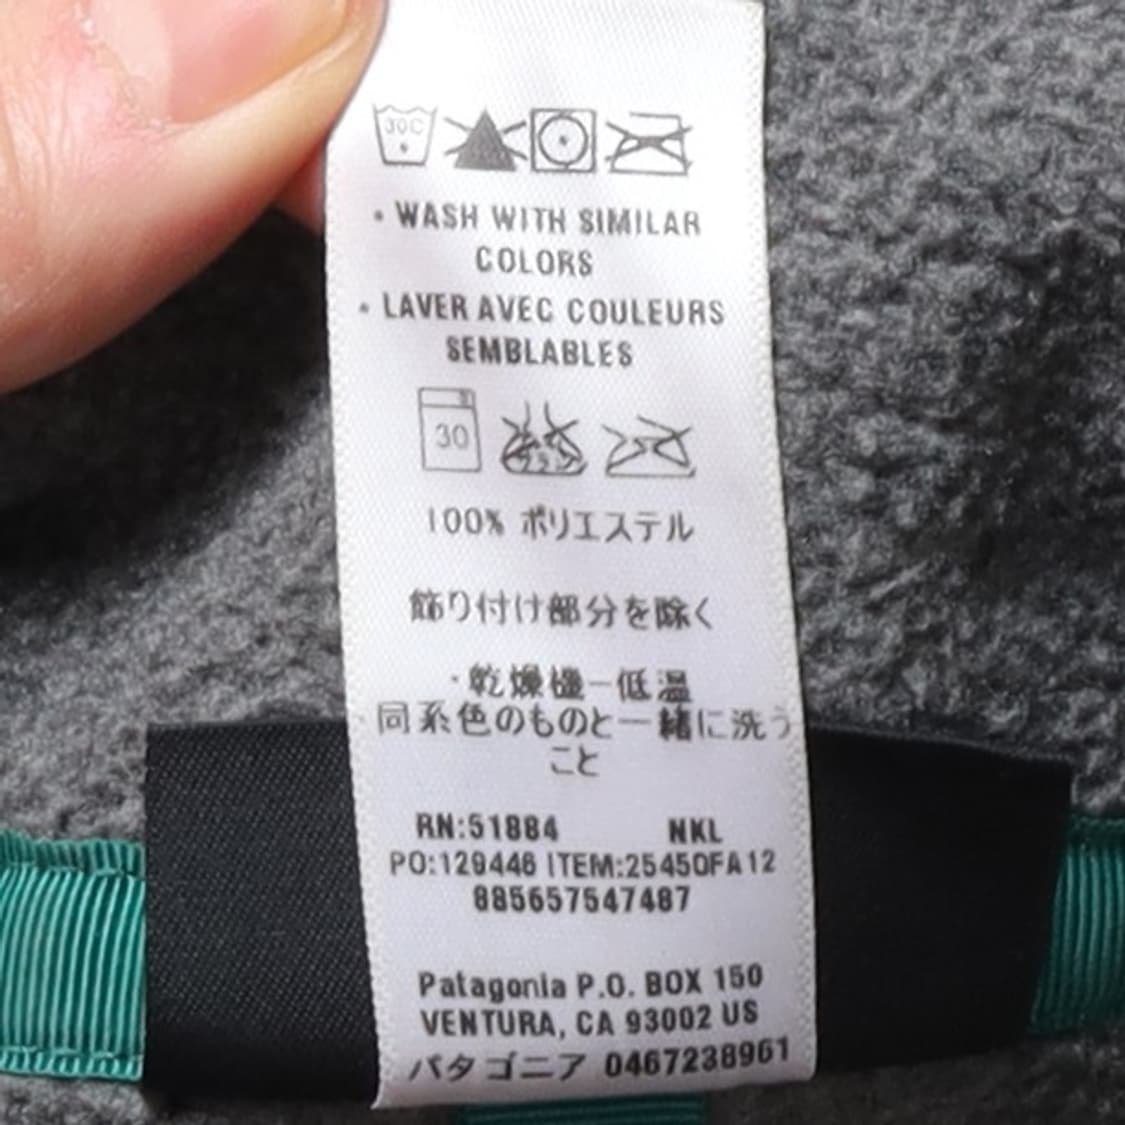 30C
• WASH WITH SIMILAR
COLORS
• LAVER AVEC COULEURS
SEMBLABLES
30
100% ポリエステル
飾り付け部分を除く
・乾燥機ー低温
同系色のものと一緒に洗う
こと
RN:51884 NKL
PO:129446 ITEM:25450FA12
885657547487
Patagonia P.O. BOX 150
VENTURA, CA 93002 US
パタゴニア 0467238961